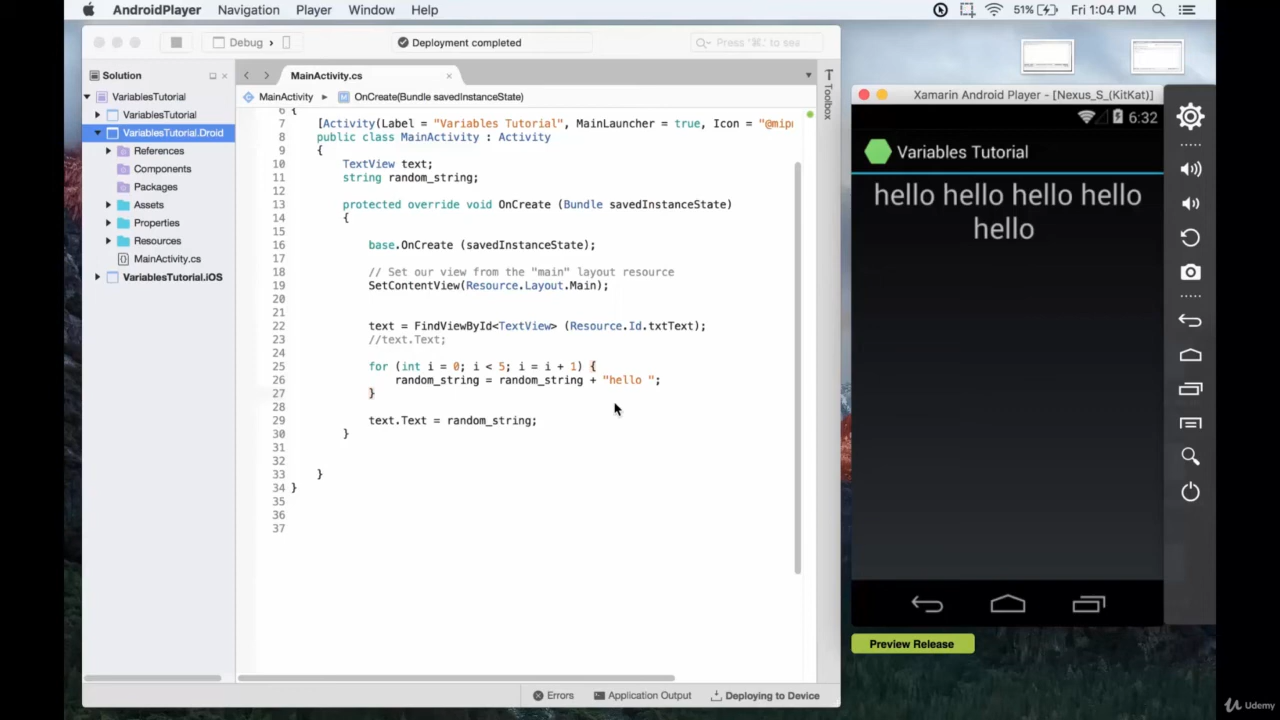 AndroidPlayer Navigation Player Window Help 51% Fri 1:04 PM
Debug › Deployment completed Press '⌘.' to sea
Solution MainActivity.cs
VariablesTutorial MainActivity ▶ OnCreate(Bundle savedInstanceState)
VariablesTutorial
VariablesTutorial.Droid
References
Components
Packages
Assets
Properties
Resources
MainActivity.cs
VariablesTutorial.iOS
6 {
7 [Activity(Label = "Variables Tutorial", MainLauncher = true, Icon = "@mip
8 public class MainActivity : Activity
9 {
10 TextView text;
11 string random_string;
12
13 protected override void OnCreate (Bundle savedInstanceState)
14 {
15
16 base.OnCreate (savedInstanceState);
17
18 // Set our view from the "main" layout resource
19 SetContentView(Resource.Layout.Main);
20
21
22 text = FindViewById<TextView> (Resource.Id.txtText);
23 //text.Text;
24
25 for (int i = 0; i < 5; i = i + 1) {
26 random_string = random_string + "hello ";
27 }
28
29 text.Text = random_string;
30 }
31
32
33 }
34 }
35
36
37
Toolbox
Errors Application Output Deploying to Device
Xamarin Android Player - [Nexus_S_(KitKat)]
6:32
Variables Tutorial
hello hello hello hello
hello
Preview Release
Udemy